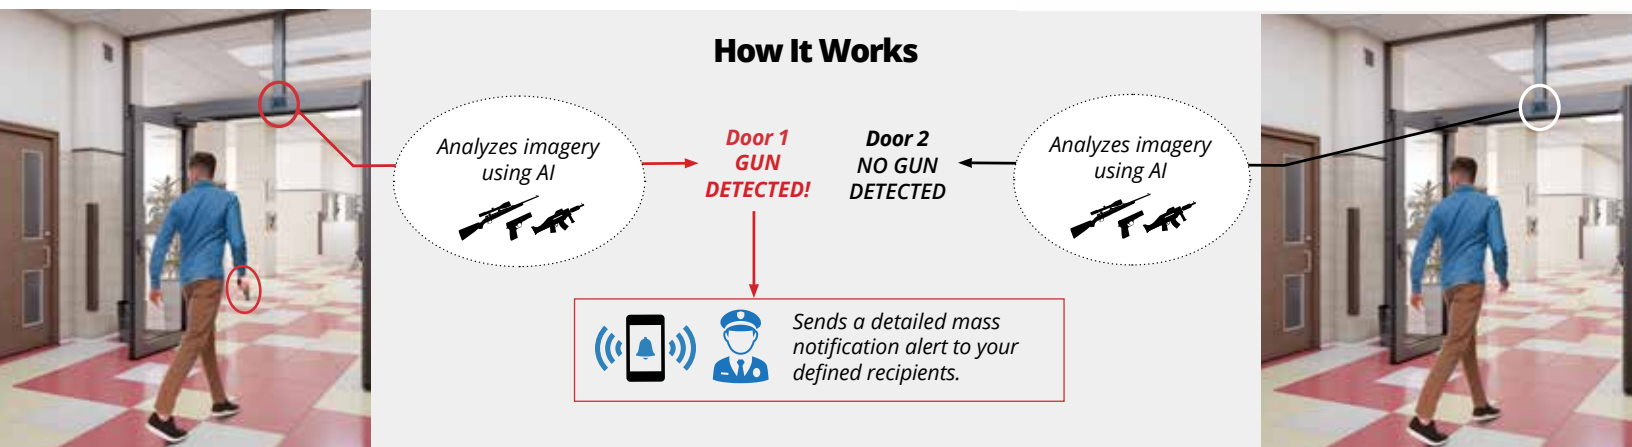 How It Works
Analyzes imagery
using AI
Door 1
GUN
DETECTED!
Door 2
NO GUN
DETECTED
Analyzes imagery
using AI
Sends a detailed mass
notification alert to your
defined recipients.